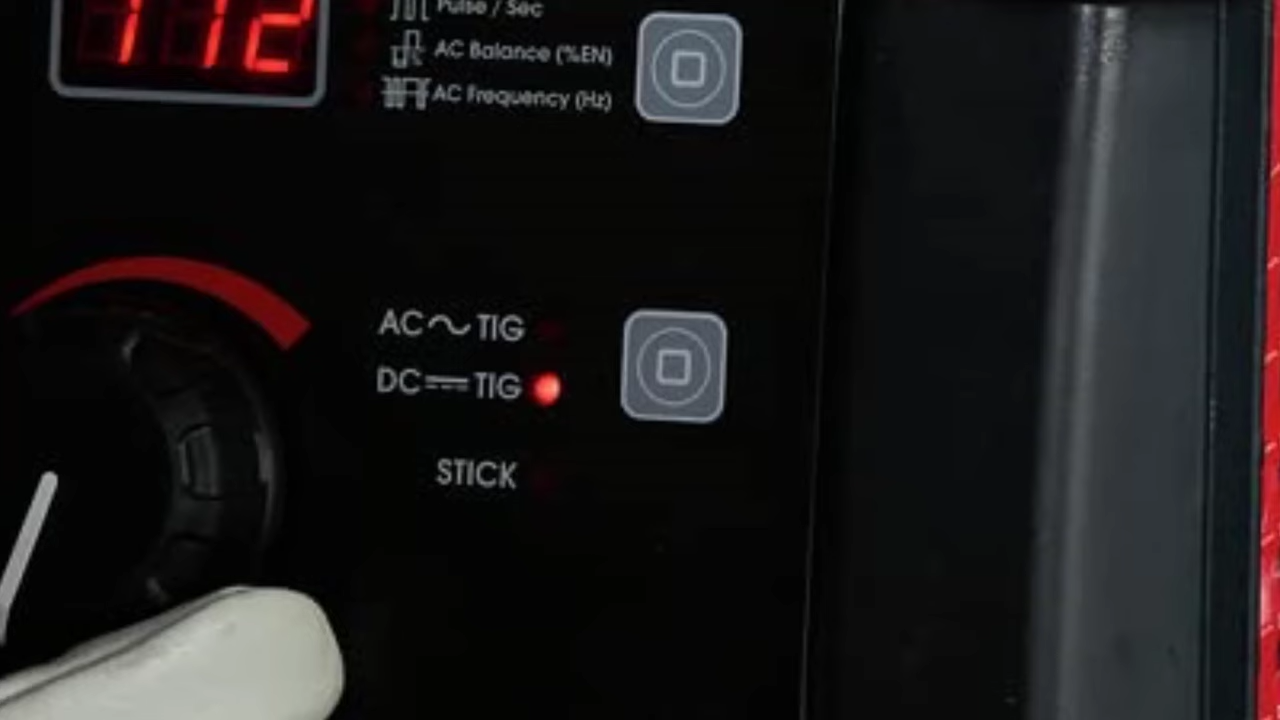 112
Pulse / Sec
AC Balance (%EN)
AC Frequency (Hz)
AC TIG
DC TIG
STICK